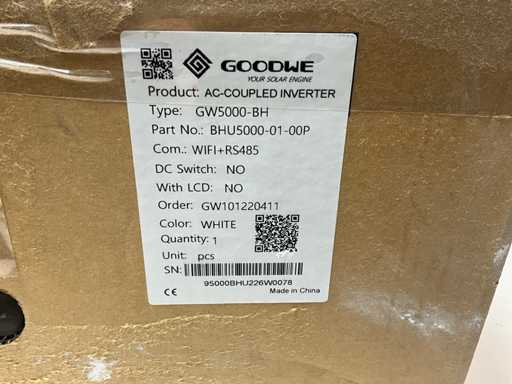 GOODWE
YOUR SOLAR ENGINE
Product: AC-COUPLED INVERTER
Type: GW5000-BH
Part No.: BHU5000-01-00P
Com.: WIFI+RS485
DC Switch: NO
With LCD: NO
Order: GW101220411
Color: WHITE
Quantity: 1
Unit: pcs
SN:
95000BHU226W0078
CE Made in China